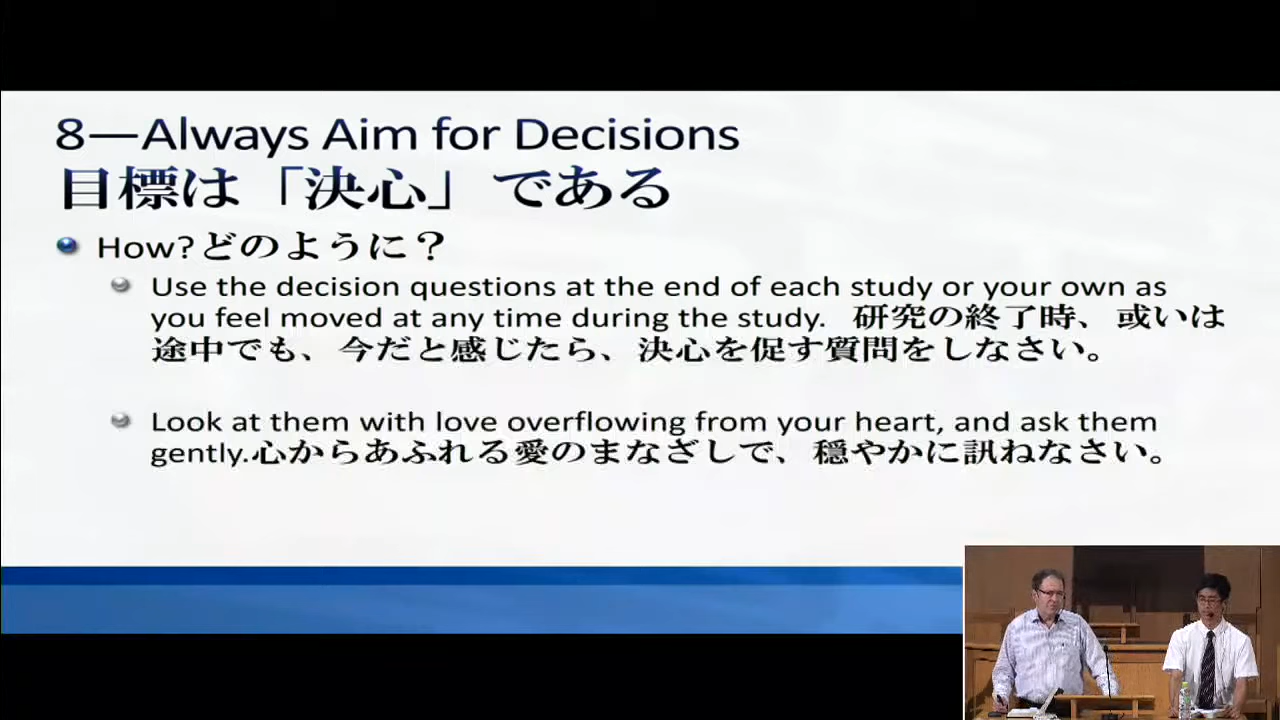 8—Always Aim for Decisions
目標は「決心」である
How?どのように？
Use the decision questions at the end of each study or your own as
you feel moved at any time during the study. 研究の終了時、或いは
途中でも、今だと感じたら、決心を促す質問をしなさい。
Look at them with love overflowing from your heart, and ask them
gently.心からあふれる愛のまなざしで、穏やかに訊ねなさい。